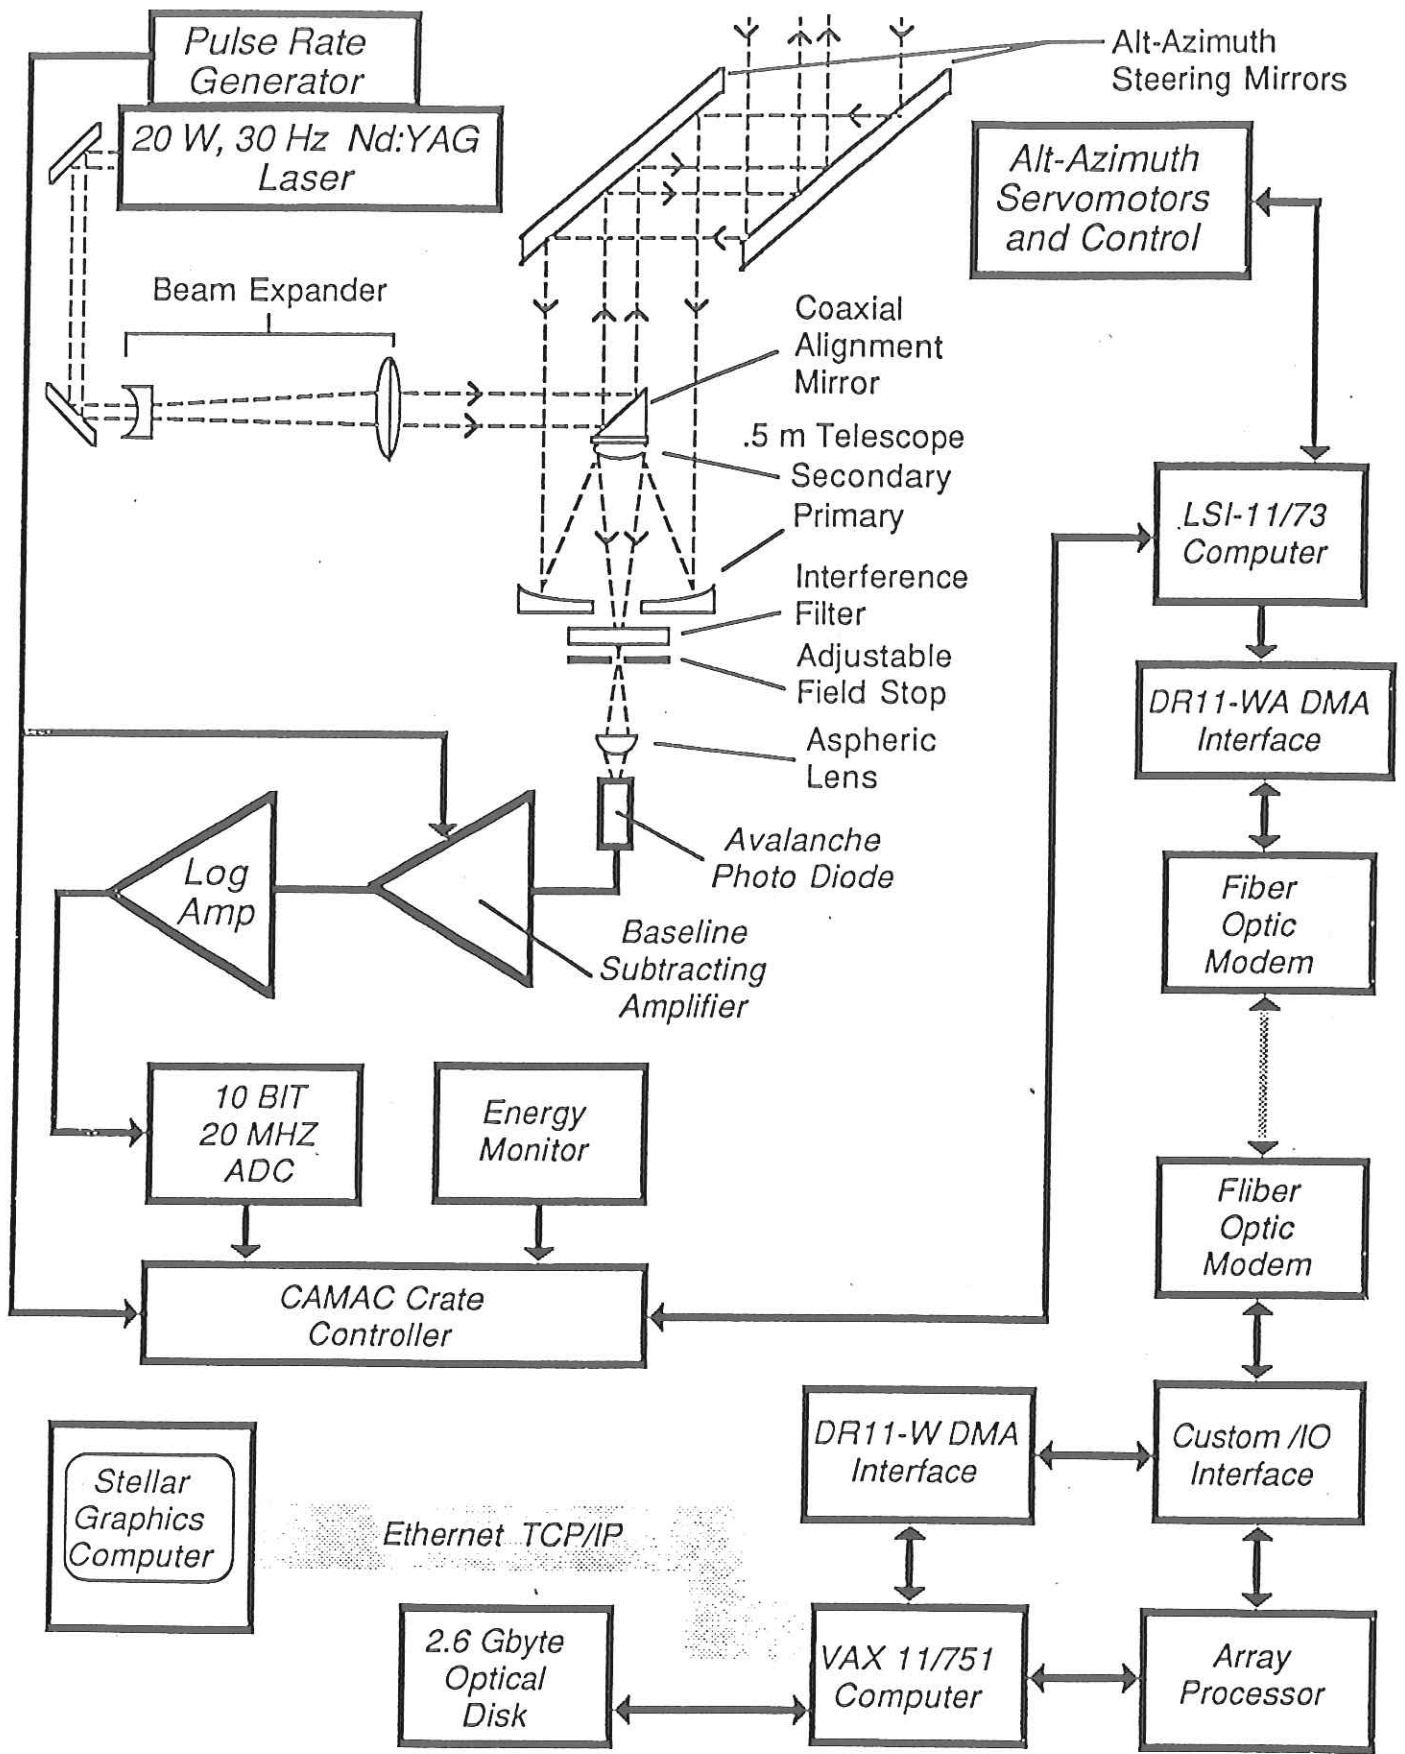 Pulse Rate
Generator
20 W, 30 Hz Nd:YAG
Laser
Alt-Azimuth
Steering Mirrors
Alt-Azimuth
Servomotors
and Control
Beam Expander
Coaxial
Alignment
Mirror
.5 m Telescope
Secondary
Primary
LSI-11/73
Computer
Interference
Filter
Adjustable
Field Stop
DR11-WA DMA
Interface
Aspheric
Lens
Avalanche
Photo Diode
Log
Amp
Baseline
Subtracting
Amplifier
Fiber
Optic
Modem
10 BIT
20 MHZ
ADC
Energy
Monitor
Fliber
Optic
Modem
CAMAC Crate
Controller
DR11-W DMA
Interface
Custom /IO
Interface
Stellar
Graphics
Computer
Ethernet TCP/IP
2.6 Gbyte
Optical
Disk
VAX 11/751
Computer
Array
Processor